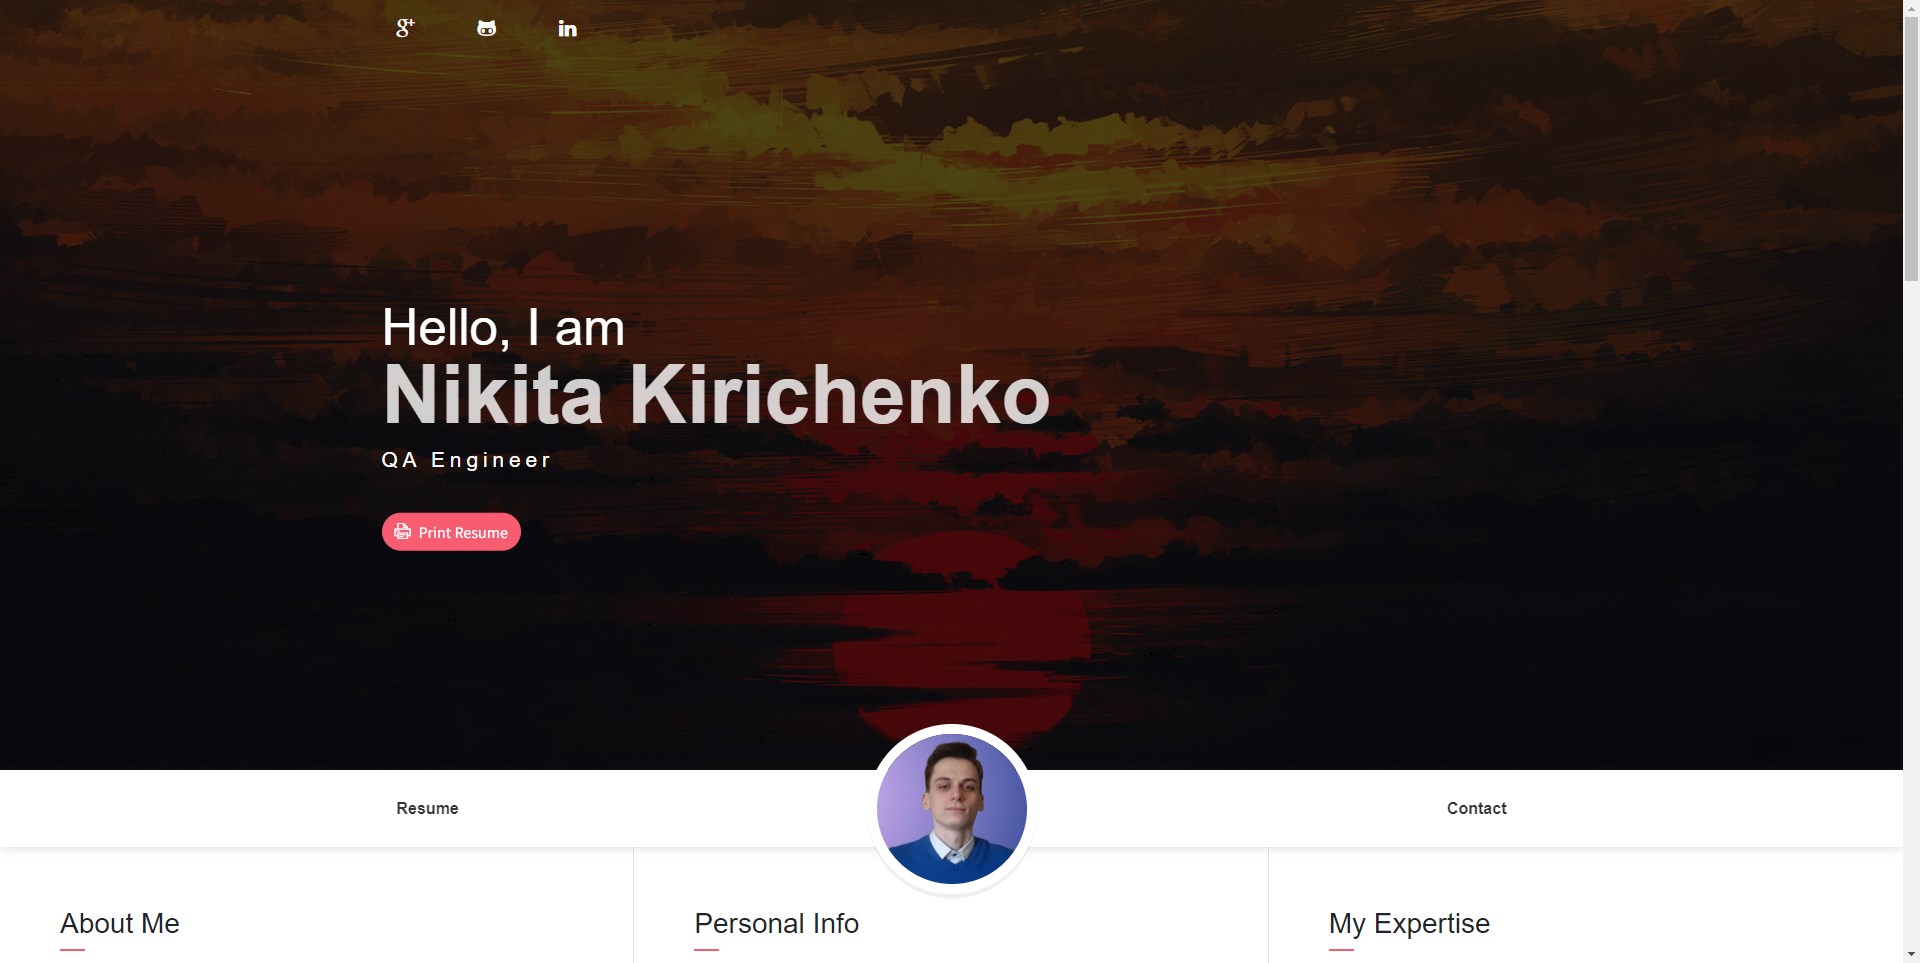 Hello, I am
Nikita Kirichenko
QA Engineer
Print Resume
Resume
Contact
About Me
Personal Info
My Expertise